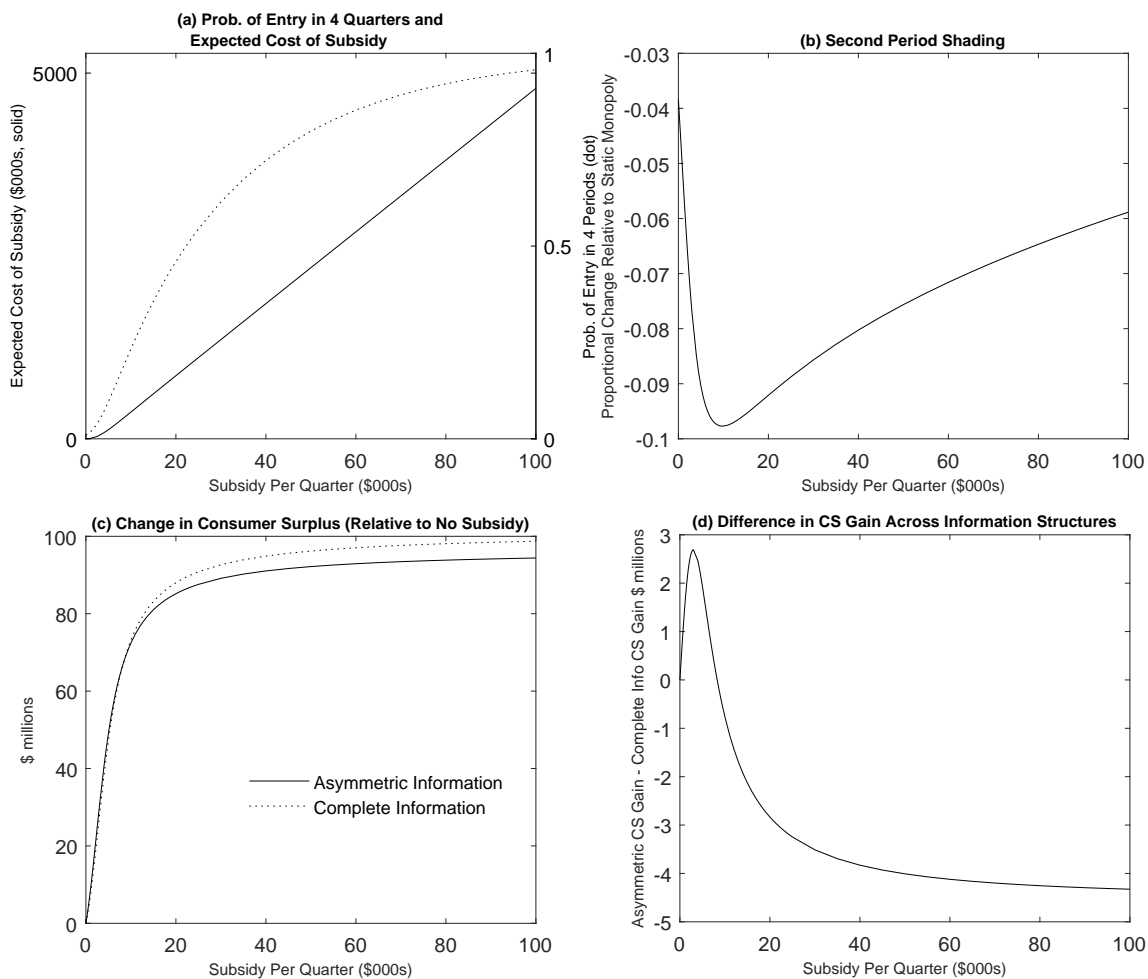 (a) Prob. of Entry in 4 Quarters and
Expected Cost of Subsidy
Expected Cost of Subsidy ($000s, solid)
5000
0
1
0.5
0
Prob. of Entry in 4 Periods (dot)
0 20 40 60 80 100
Subsidy Per Quarter ($000s)
(b) Second Period Shading
Proportional Change Relative to Static Monopoly
-0.03
-0.04
-0.05
-0.06
-0.07
-0.08
-0.09
-0.1
0 20 40 60 80 100
Subsidy Per Quarter ($000s)
(c) Change in Consumer Surplus (Relative to No Subsidy)
$ millions
100
80
60
40
20
0
Asymmetric Information
Complete Information
0 20 40 60 80 100
Subsidy Per Quarter ($000s)
(d) Difference in CS Gain Across Information Structures
Asymmetric CS Gain - Complete Info CS Gain $ millions
3
2
1
0
-1
-2
-3
-4
-5
0 20 40 60 80 100
Subsidy Per Quarter ($000s)